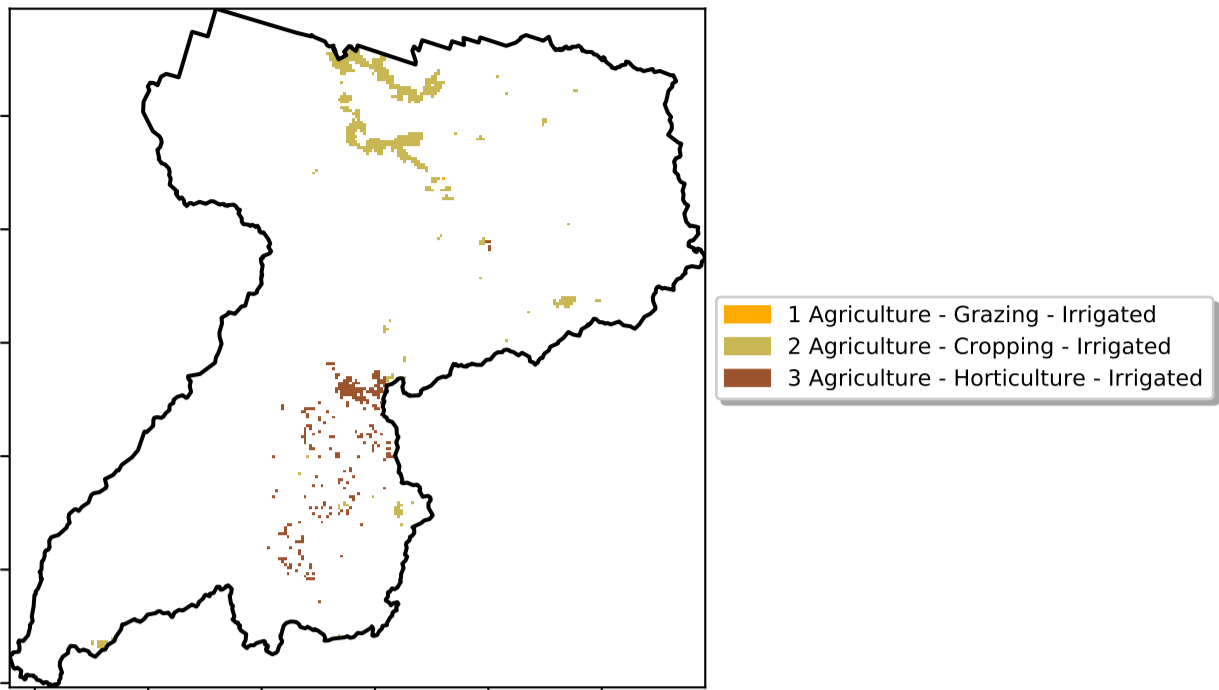 1 Agriculture - Grazing - Irrigated
2 Agriculture - Cropping - Irrigated
3 Agriculture - Horticulture - Irrigated